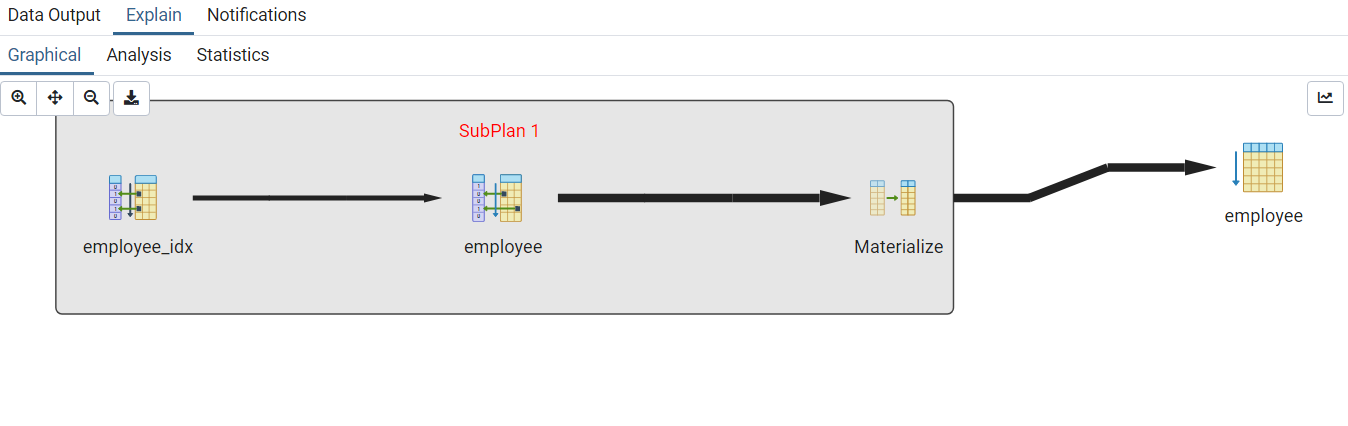 Data Output Explain Notifications
Graphical Analysis Statistics
SubPlan 1
employee_idx employee Materialize employee